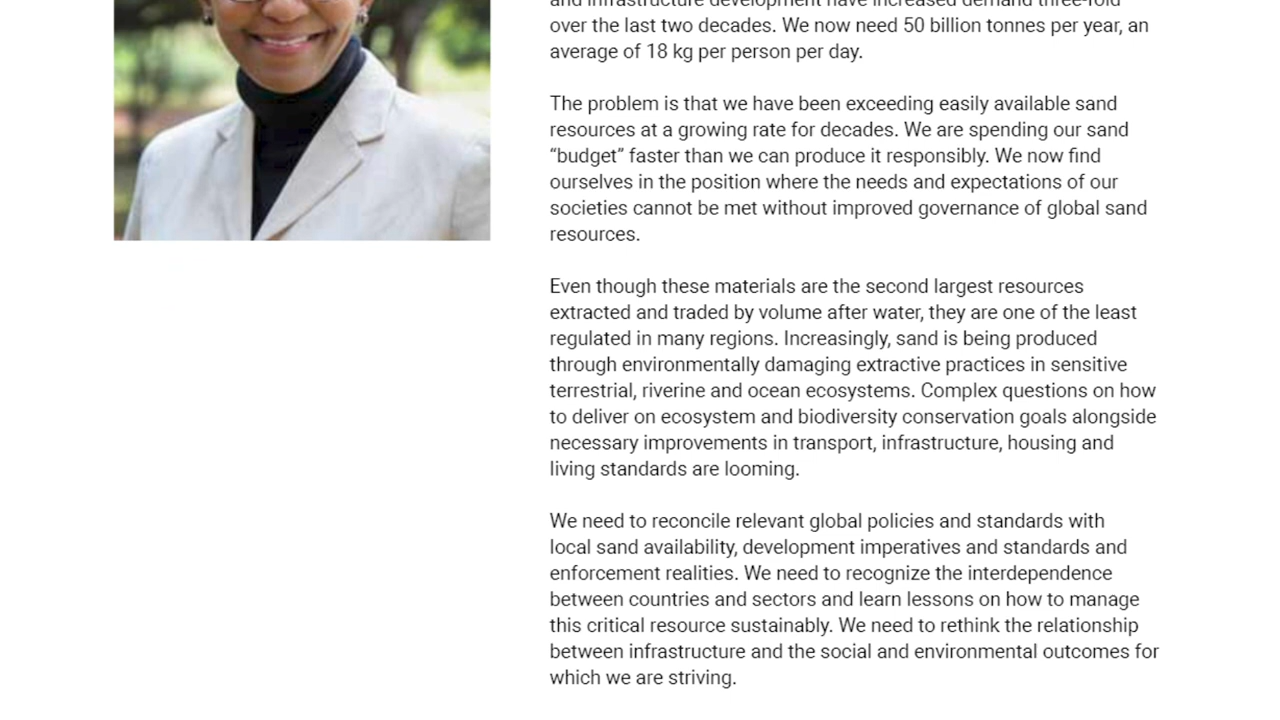 and infrastructure development have increased demand three-fold
over the last two decades. We now need 50 billion tonnes per year, an
average of 18 kg per person per day.
The problem is that we have been exceeding easily available sand
resources at a growing rate for decades. We are spending our sand
“budget” faster than we can produce it responsibly. We now find
ourselves in the position where the needs and expectations of our
societies cannot be met without improved governance of global sand
resources.
Even though these materials are the second largest resources
extracted and traded by volume after water, they are one of the least
regulated in many regions. Increasingly, sand is being produced
through environmentally damaging extractive practices in sensitive
terrestrial, riverine and ocean ecosystems. Complex questions on how
to deliver on ecosystem and biodiversity conservation goals alongside
necessary improvements in transport, infrastructure, housing and
living standards are looming.
We need to reconcile relevant global policies and standards with
local sand availability, development imperatives and standards and
enforcement realities. We need to recognize the interdependence
between countries and sectors and learn lessons on how to manage
this critical resource sustainably. We need to rethink the relationship
between infrastructure and the social and environmental outcomes for
which we are striving.